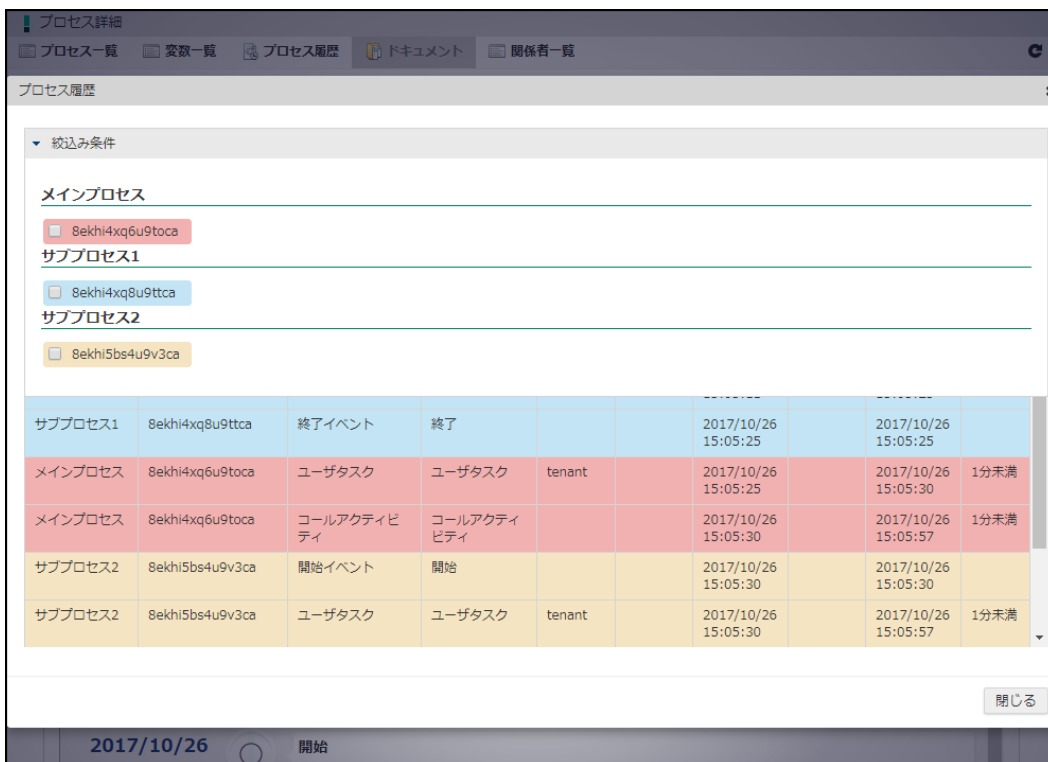 プロセス詳細
プロセス一覧 変数一覧 プロセス履歴 ドキュメント 関係者一覧
プロセス履歴
絞込み条件
メインプロセス
8ekhi4xq6u9toca
サブプロセス1
8ekhi4xq8u9ttca
サブプロセス2
8ekhi5bs4u9v3ca
サブプロセス1 8ekhi4xq8u9ttca 終了イベント 終了 2017/10/26 2017/10/26
15:05:25 15:05:25
メインプロセス 8ekhi4xq6u9toca ユーザタスク ユーザタスク tenant 2017/10/26 2017/10/26 1分未満
15:05:25 15:05:30
メインプロセス 8ekhi4xq6u9toca コールアクティビ コールアクティ 2017/10/26 2017/10/26 1分未満
ティ ビティ 15:05:30 15:05:57
サブプロセス2 8ekhi5bs4u9v3ca 開始イベント 開始 2017/10/26 2017/10/26
15:05:30 15:05:30
サブプロセス2 8ekhi5bs4u9v3ca ユーザタスク ユーザタスク tenant 2017/10/26 2017/10/26 1分未満
15:05:30 15:05:57
閉じる
2017/10/26 開始